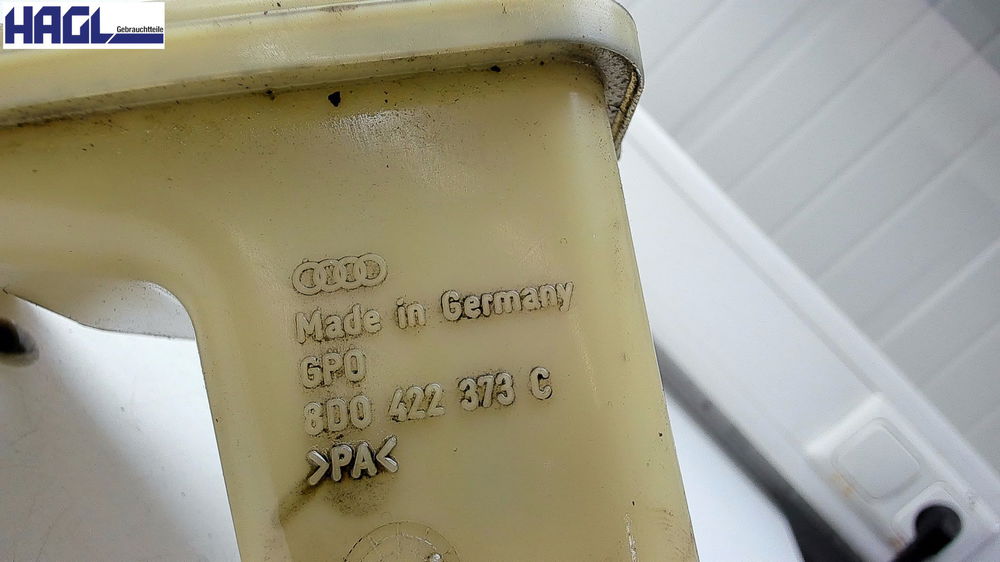 HAGL
Gebrauchtteile
Made in Germany
GPO
8D0 422 373 C
>PA<